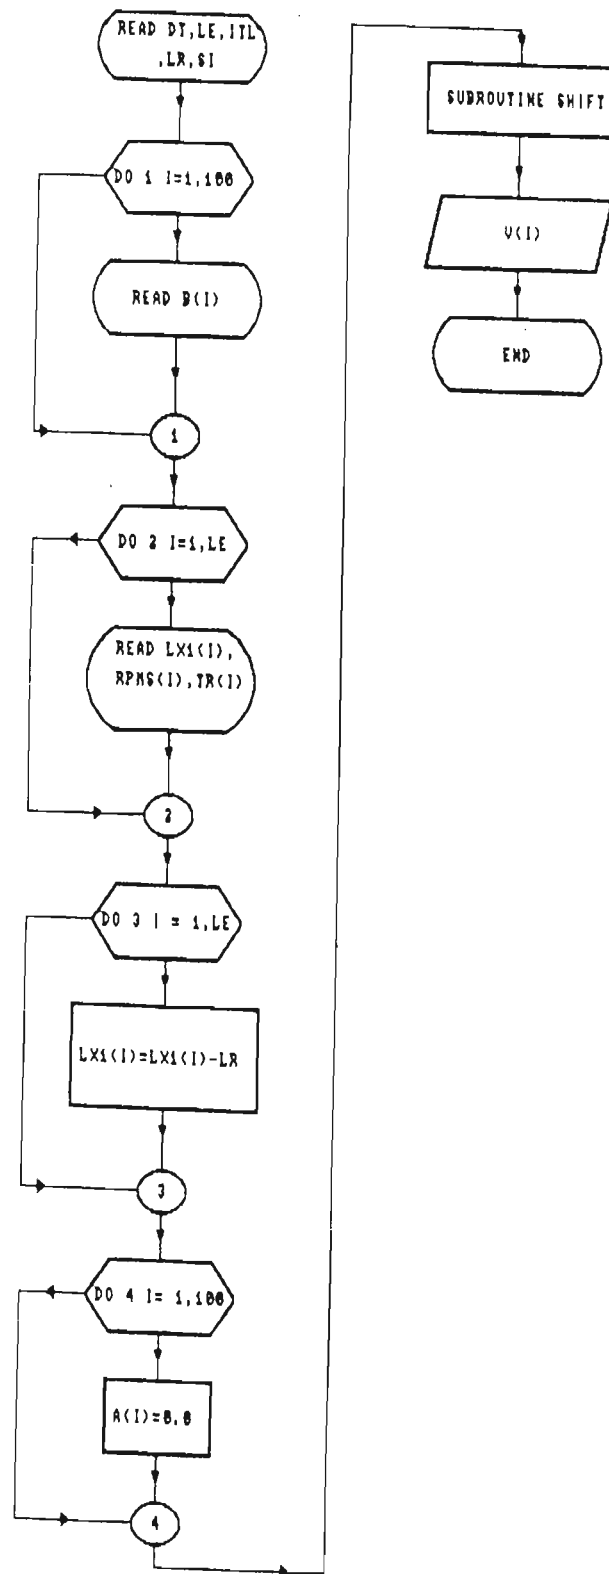 READ DT,LE,ITL
,LR,SI
DO 1 I=1,100
READ B(I)
1
DO 2 I=1,LE
READ LX1(I),
RPMS(I),TR(I)
2
DO 3 I = 1,LE
LX1(I)=LX1(I)-LR
3
DO 4 I= 1,100
A(I)=0,0
4
SUBROUTINE SHIFT
V(I)
END